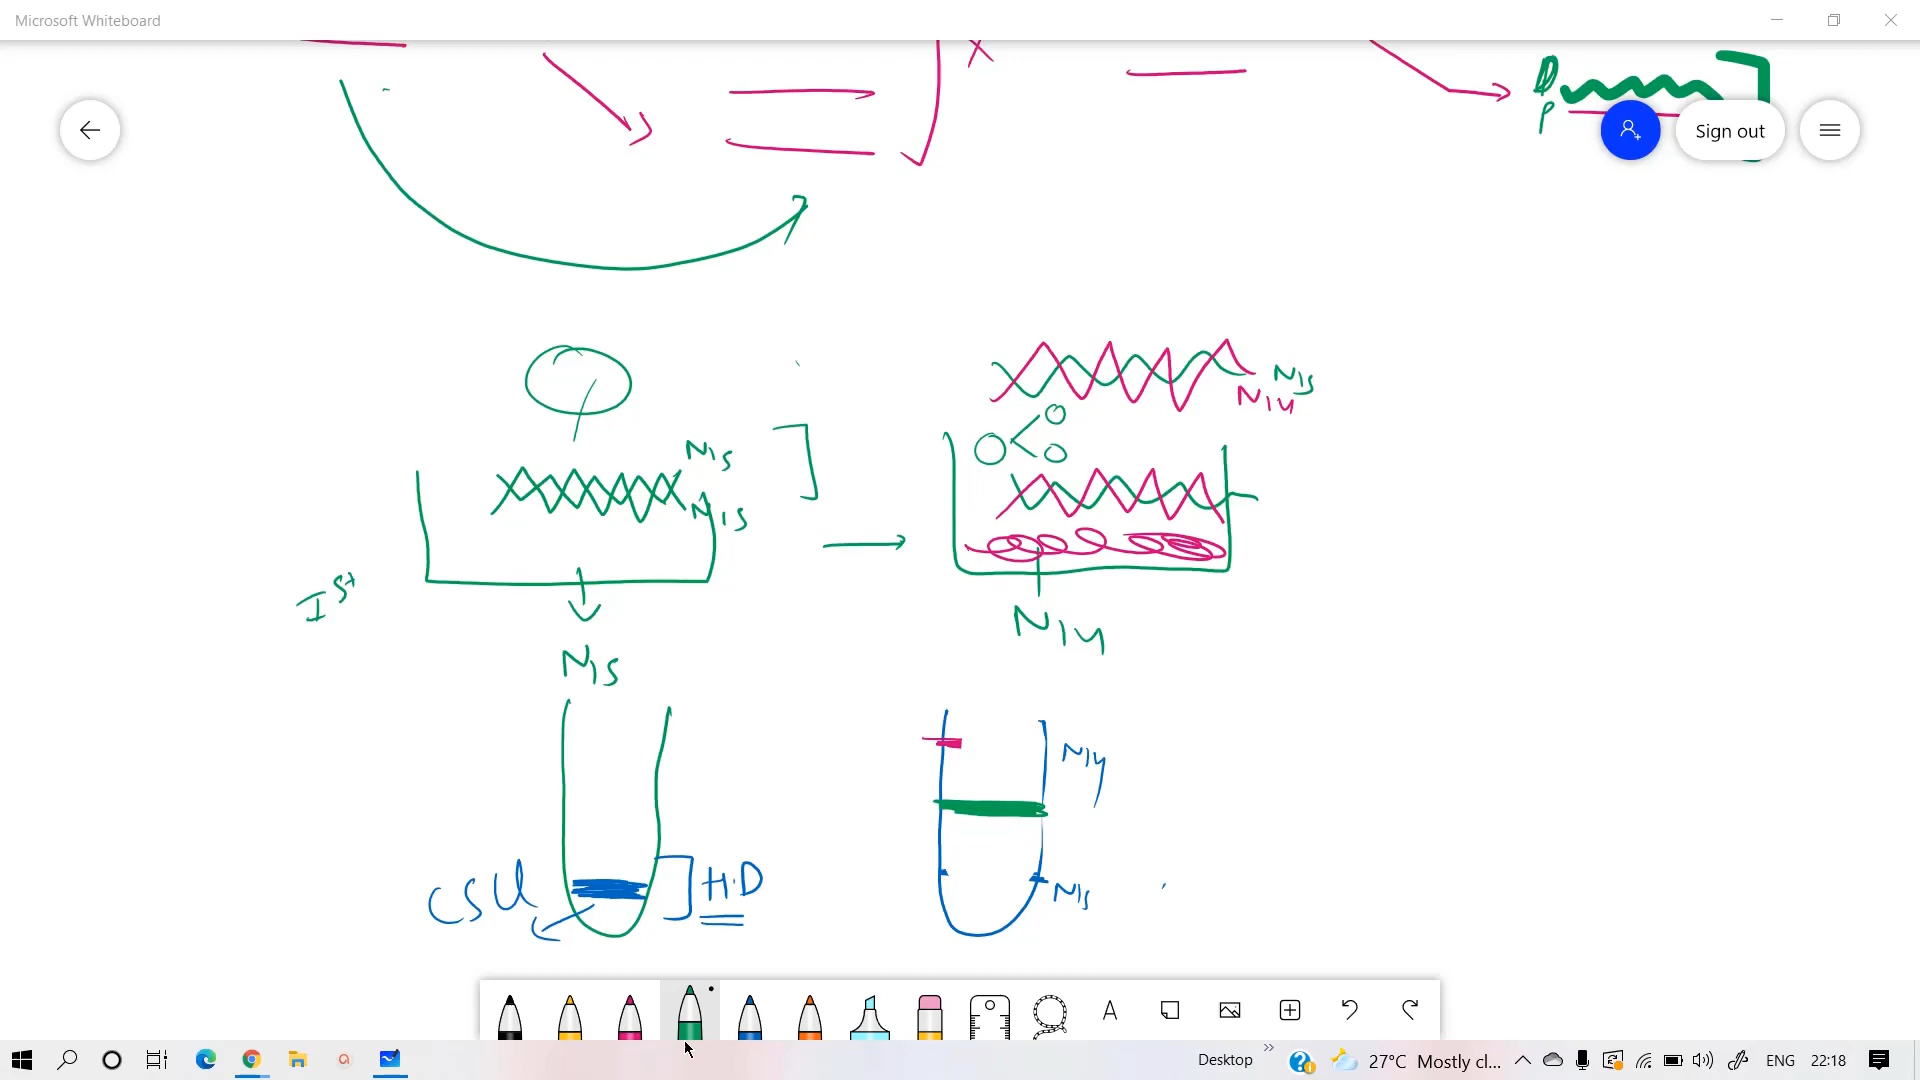 Microsoft Whiteboard
X
P
Sign out
N15
N14
N15
N15
Ist
N15
N14
N14
CSCl
H.D
N15
A
Desktop
27°C Mostly cl...
ENG
22:18